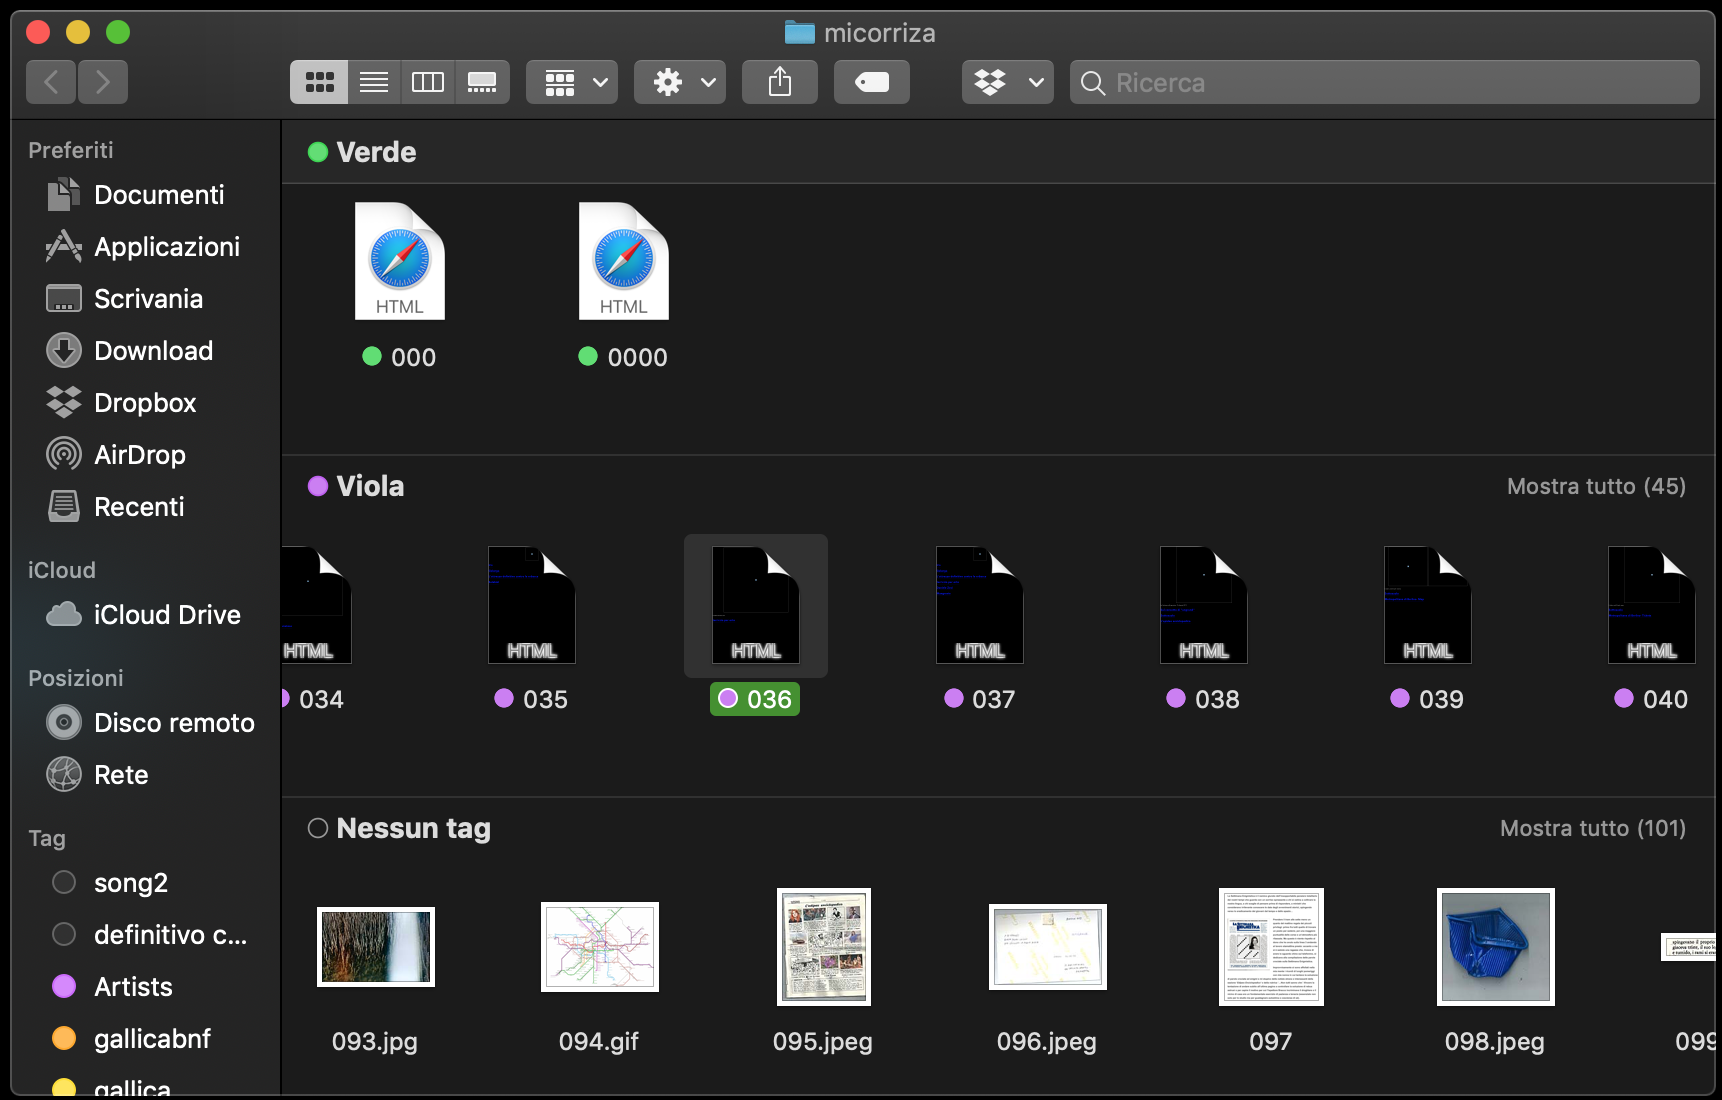 micorriza
Ricerca
Preferiti
Documenti
Applicazioni
Scrivania
Download
Dropbox
AirDrop
Recenti
iCloud
iCloud Drive
Posizioni
Disco remoto
Rete
Tag
song2
definitivo c...
Artists
gallicabnf
gallica
Verde
HTML
HTML
000
0000
Viola
Mostra tutto (45)
HTML
HTML
HTML
HTML
HTML
HTML
HTML
034
035
036
037
038
039
040
Nessun tag
Mostra tutto (101)
093.jpg
094.gif
095.jpeg
096.jpeg
097
098.jpeg
099